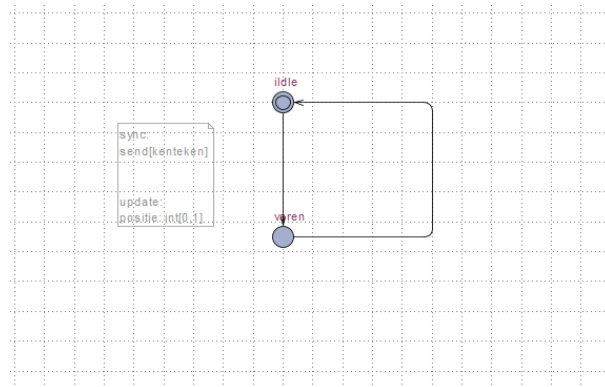 ildle
sync:
send[kenteken]
update:
positie: int[0,1]
varen